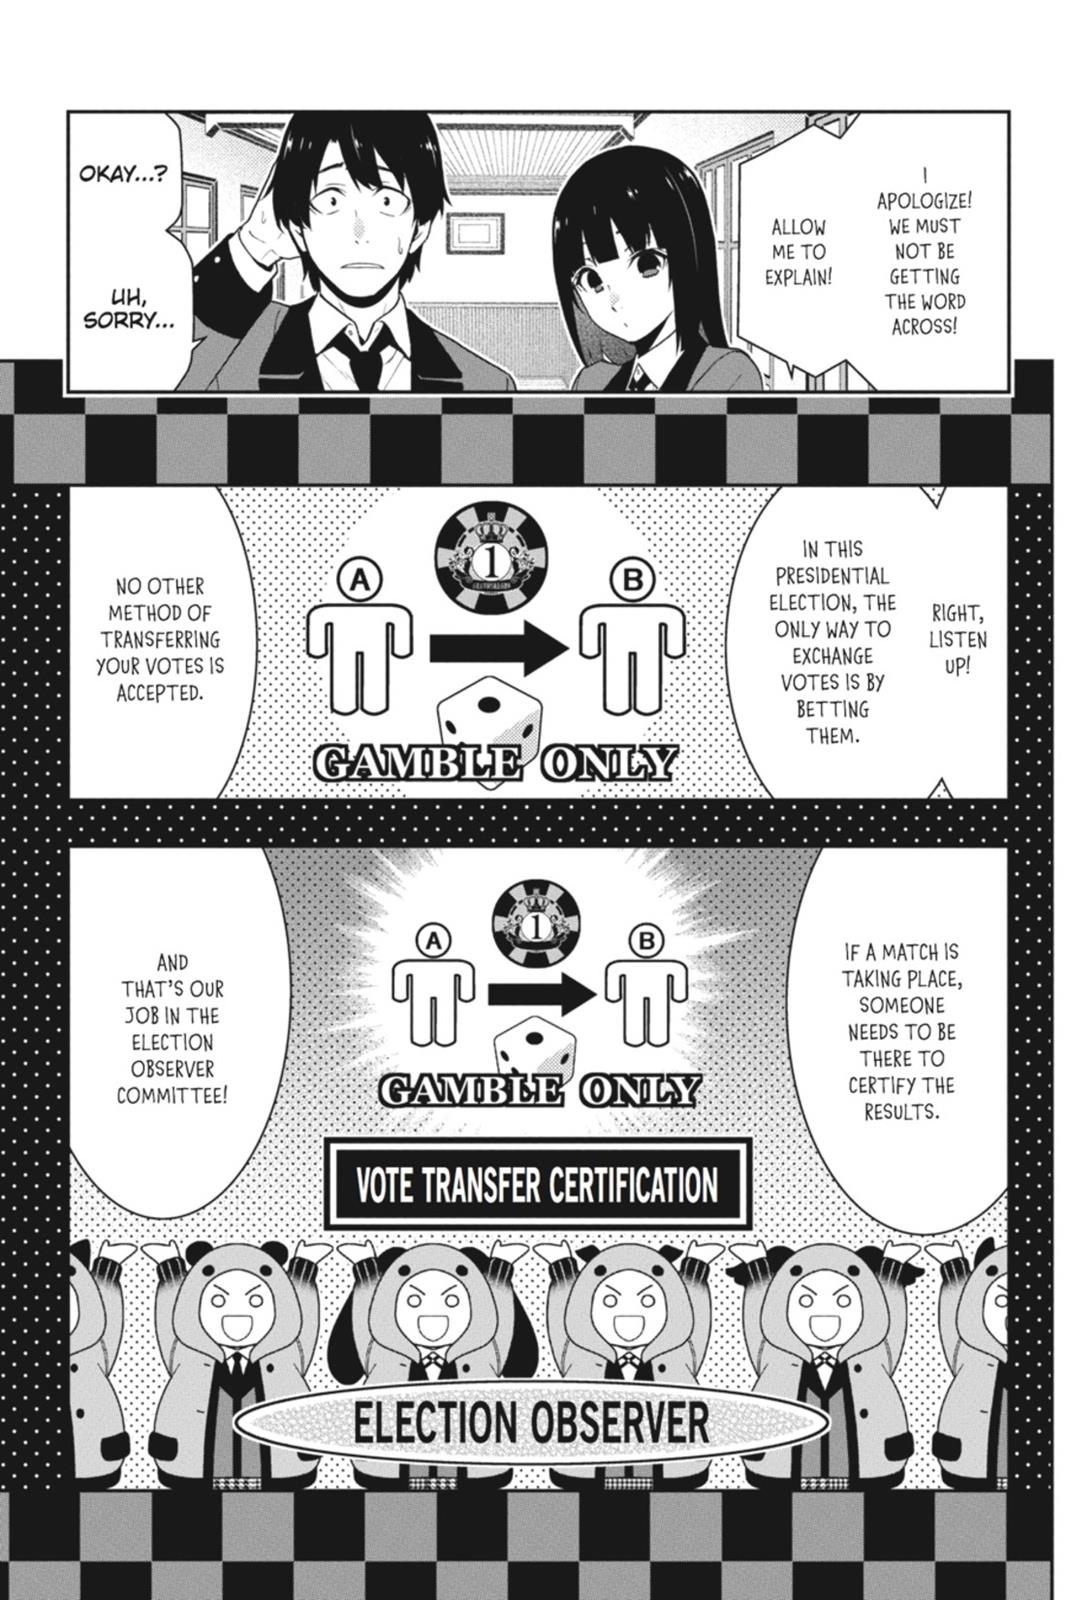 I
APOLOGIZE!
WE MUST
NOT BE
GETTING
THE WORD
ACROSS!
ALLOW
ME TO
EXPLAIN!
OKAY...?
UH,
SORRY...
RIGHT,
LISTEN
UP!
IN THIS
PRESIDENTIAL
ELECTION, THE
ONLY WAY TO
EXCHANGE
VOTES IS BY
BETTING
THEM.
A
1
B
GAMBLE ONLY
NO OTHER
METHOD OF
TRANSFERRING
YOUR VOTES IS
ACCEPTED.
IF A MATCH IS
TAKING PLACE,
SOMEONE
NEEDS TO BE
THERE TO
CERTIFY THE
RESULTS.
A
1
B
GAMBLE ONLY
AND
THAT'S OUR
JOB IN THE
ELECTION
OBSERVER
COMMITTEE!
VOTE TRANSFER CERTIFICATION
ELECTION OBSERVER